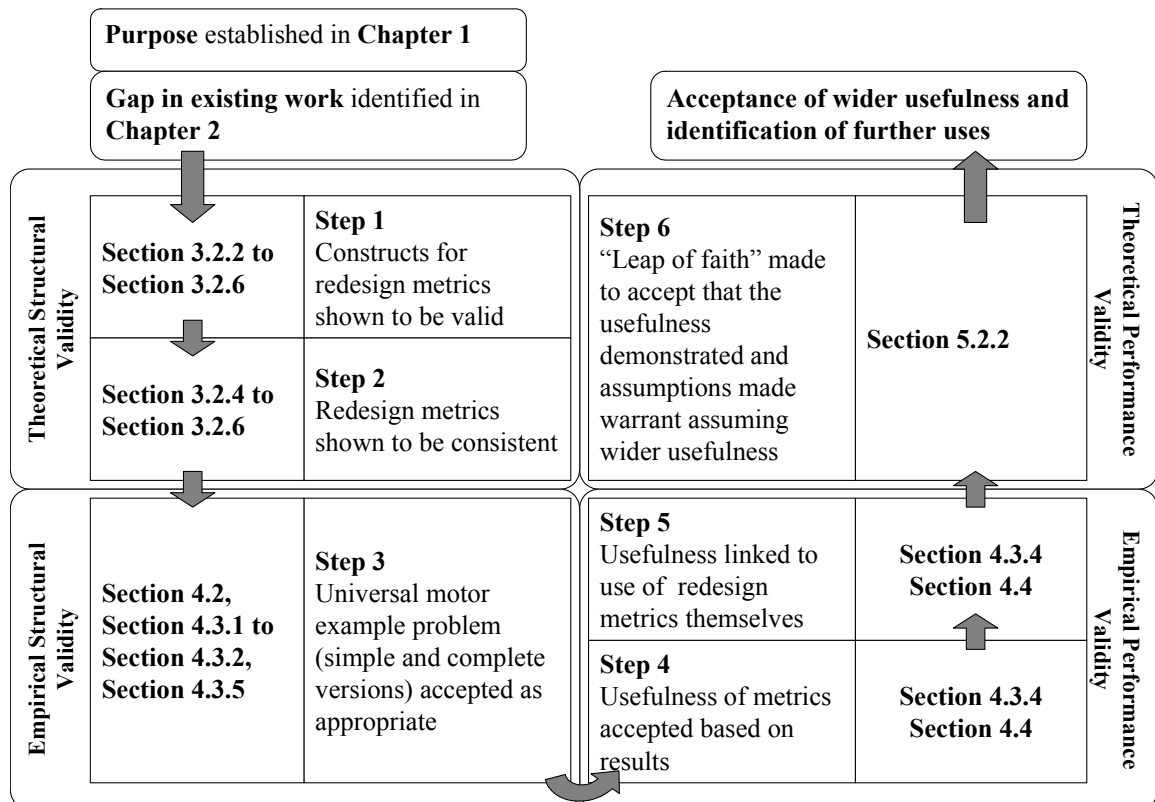 Purpose established in Chapter 1
Gap in existing work identified in
Chapter 2
Theoretical Structural
Validity
Section 3.2.2 to
Section 3.2.6
Step 1
Constructs for
redesign metrics
shown to be valid
Section 3.2.4 to
Section 3.2.6
Step 2
Redesign metrics
shown to be consistent
Empirical Structural
Validity
Section 4.2,
Section 4.3.1 to
Section 4.3.2,
Section 4.3.5
Step 3
Universal motor
example problem
(simple and complete
versions) accepted as
appropriate
Step 4
Usefulness of metrics
accepted based on
results
Section 4.3.4
Section 4.4
Step 5
Usefulness linked to
use of redesign
metrics themselves
Section 4.3.4
Section 4.4
Empirical Performance
Validity
Step 6
“Leap of faith” made
to accept that the
usefulness
demonstrated and
assumptions made
warrant assuming
wider usefulness
Section 5.2.2
Theoretical Performance
Validity
Acceptance of wider usefulness and
identification of further uses